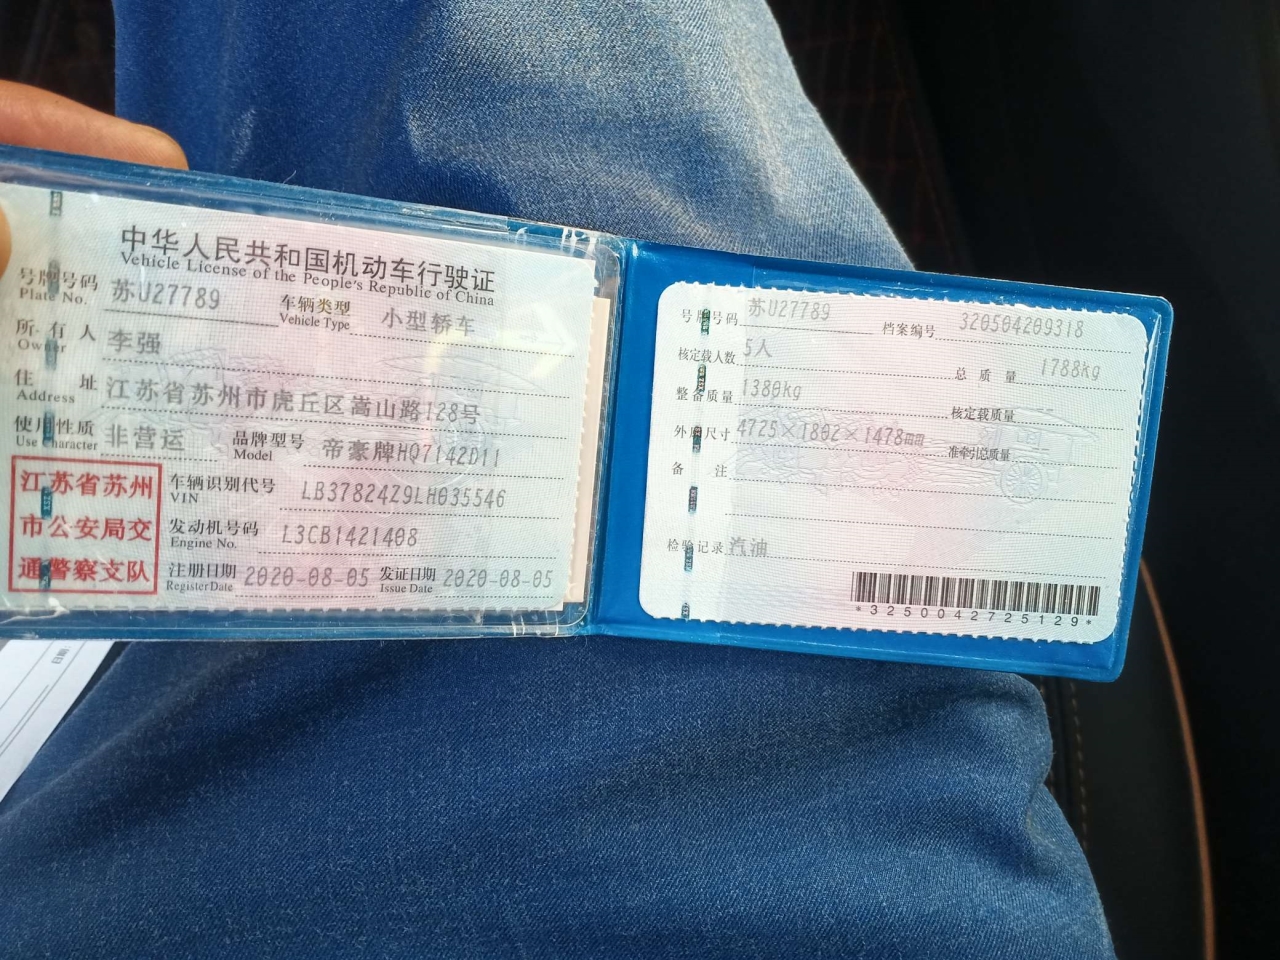 中华人民共和国机动车行驶证
Vehicle License of the People's Republic of China
号牌号码 苏U27789 车辆类型 小型轿车
Plate No. Vehicle Type
所有人 李强
Owner
住址 江苏省苏州市虎丘区嵩山路128号
Address
使用性质 非营运 品牌型号 帝豪牌HQ7142D11
Use Character Model
江苏省苏州
市公安局交
通警察支队
车辆识别代号 LB37824Z9LH035546
VIN
发动机号码 L3CB1421408
Engine No.
注册日期 2020-08-05 发证日期 2020-08-05
Register Date Issue Date
号牌号码 苏U27789 档案编号 320504209318
核定载人数 5人 总质量 1788kg
整备质量 1380kg 核定载质量 --
外廓尺寸 4725×1802×1478mm 准牵引总质量
备注
检验记录 汽油
*3250042725129*